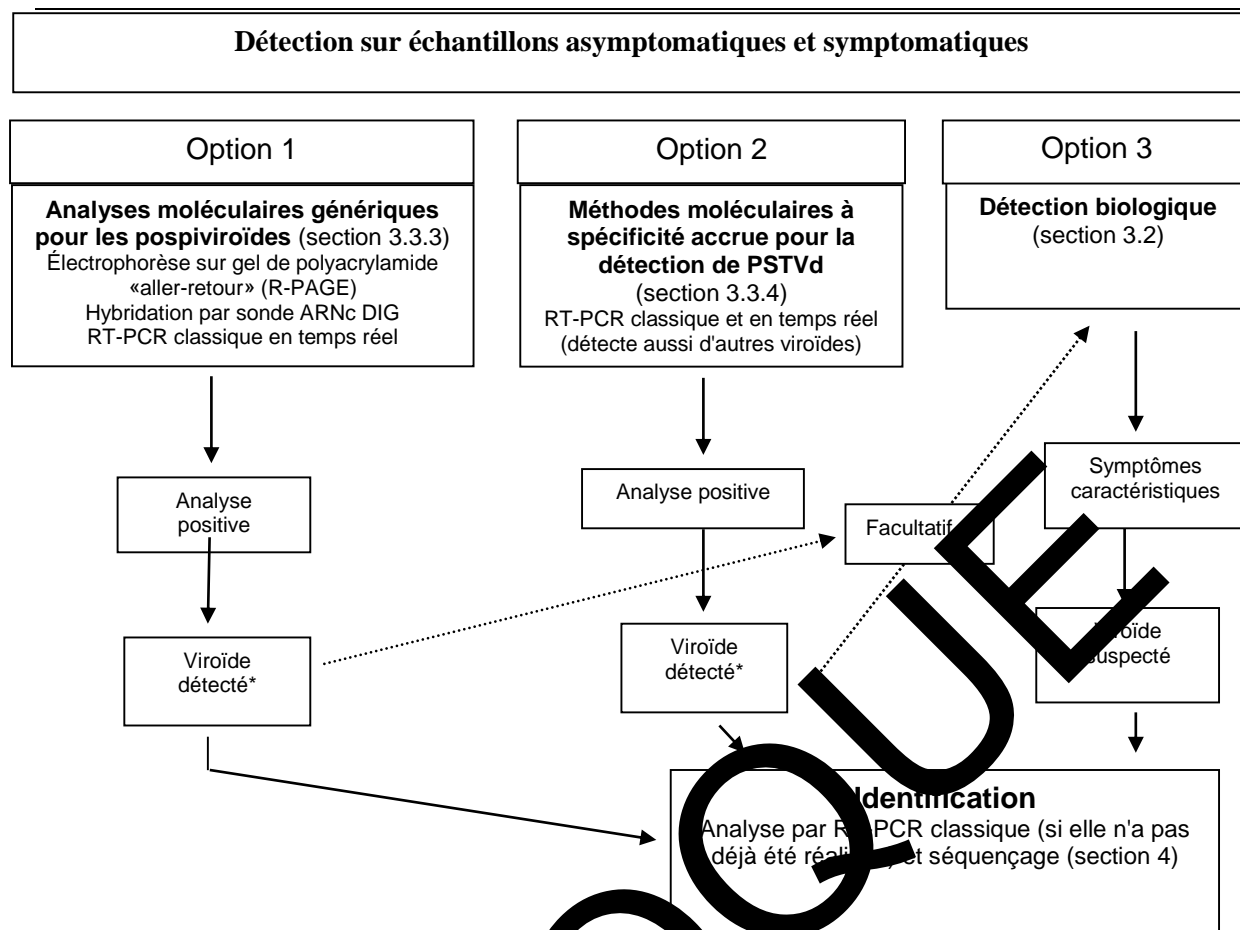 Détection sur échantillons asymptomatiques et symptomatiques
Option 1
Analyses moléculaires génériques
pour les pospiviroïdes (section 3.3.3)
Électrophorèse sur gel de polyacrylamide
«aller-retour» (R-PAGE)
Hybridation par sonde ARNc DIG
RT-PCR classique en temps réel
Option 2
Méthodes moléculaires à
spécificité accrue pour la
détection de PSTVd
(section 3.3.4)
RT-PCR classique et en temps réel
(détecte aussi d'autres viroïdes)
Option 3
Détection biologique
(section 3.2)
Analyse
positive
Analyse positive
Facultatif
Symptômes
caractéristiques
Viroïde
détecté*
Viroïde
détecté*
suspecté
Identification
Analyse par classique (si elle n'a pas
déjà été et séquençage (section 4)
OQUE